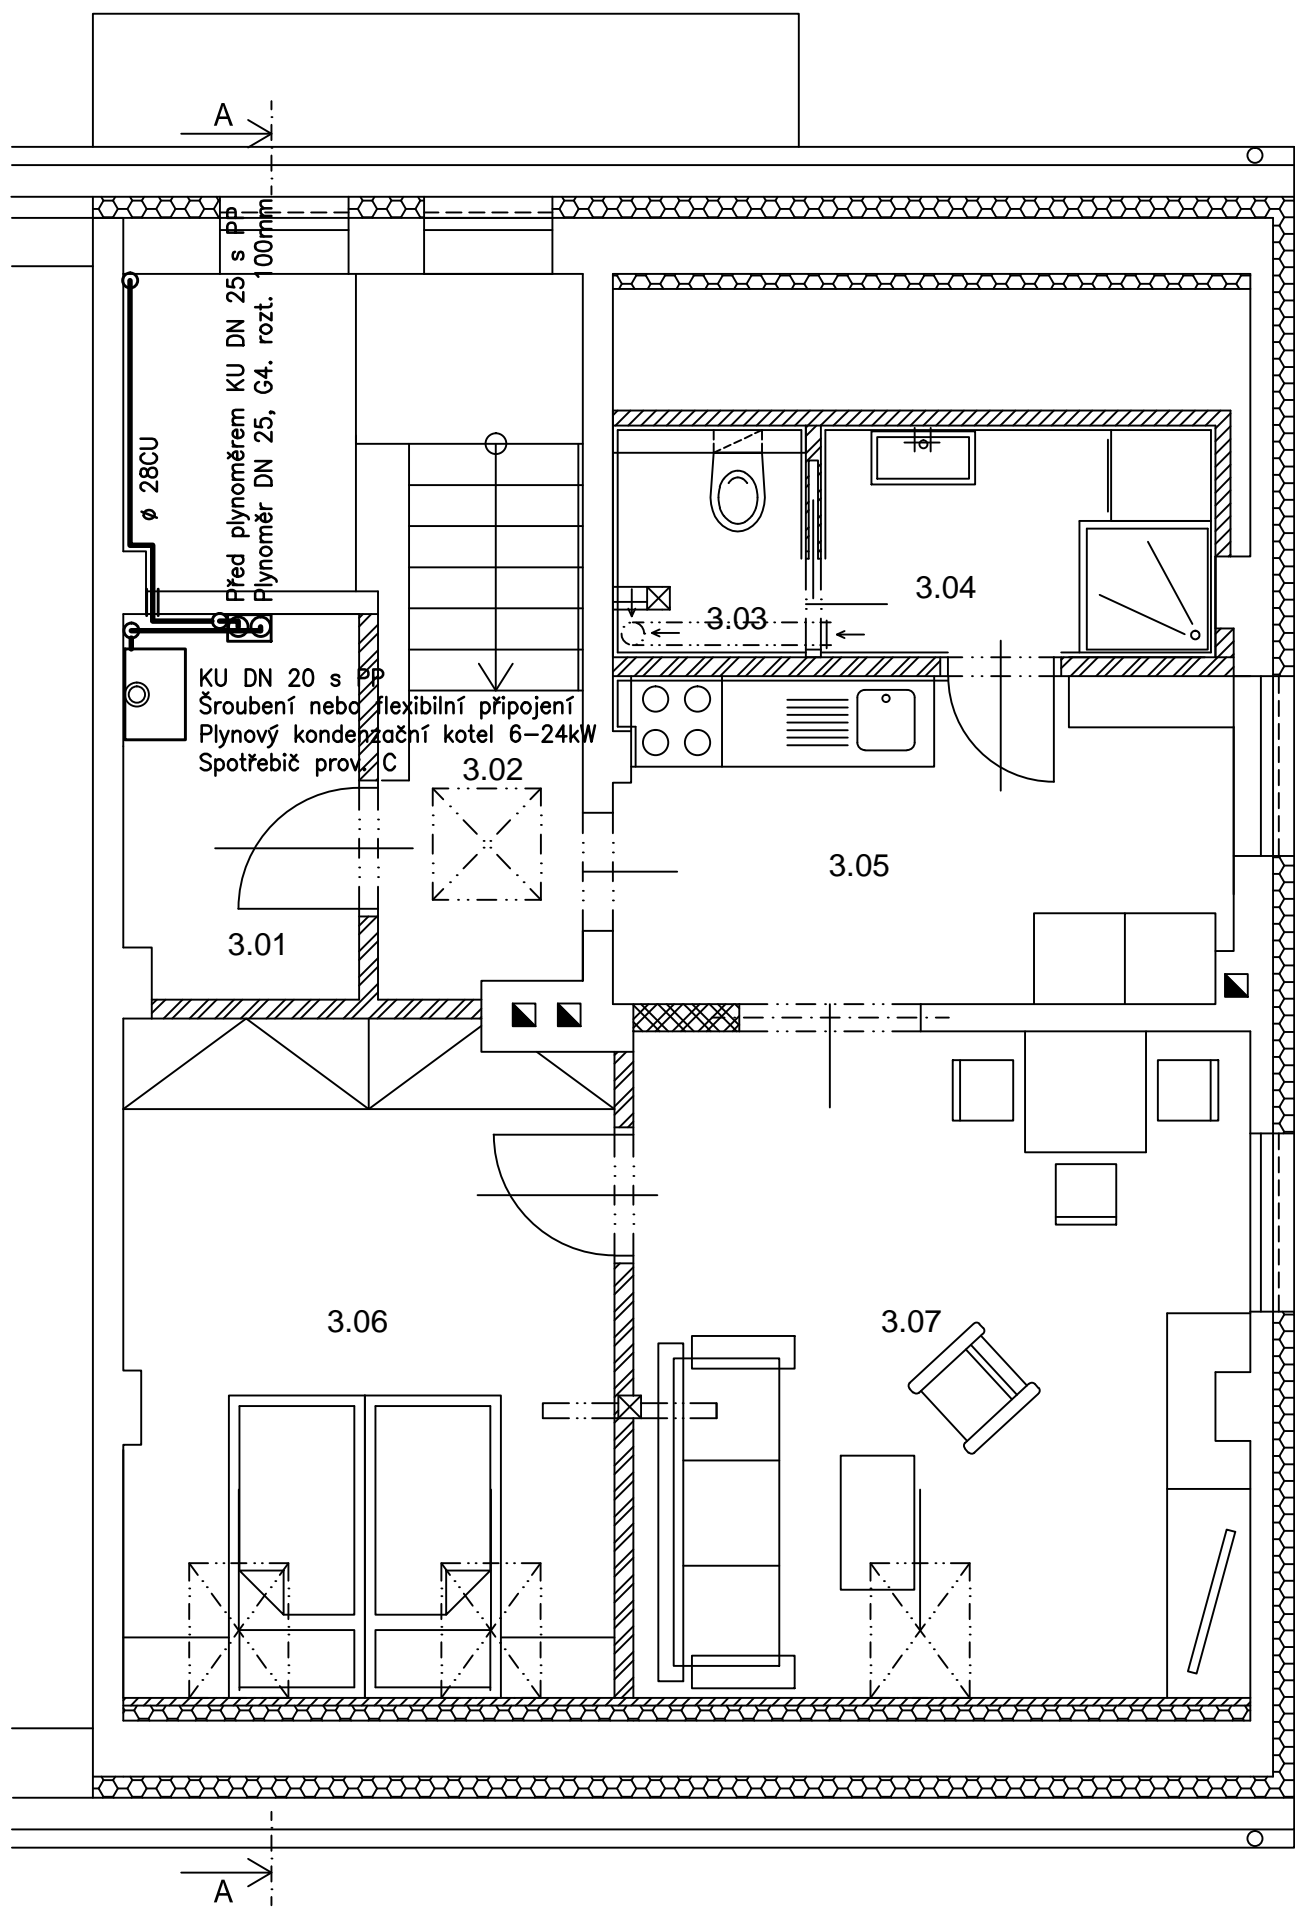 A
Před plynoměrem KU DN 25 s PP
Plynoměr DN 25, G4. rozt. 100mm
ø 28CU
3.04
3.03
KU DN 20 s PP
Šroubení nebo flexibilní připojení
Plynový kondenzační kotel 6-24kW
Spotřebič prov. C
3.02
3.05
3.01
3.06
3.07
A